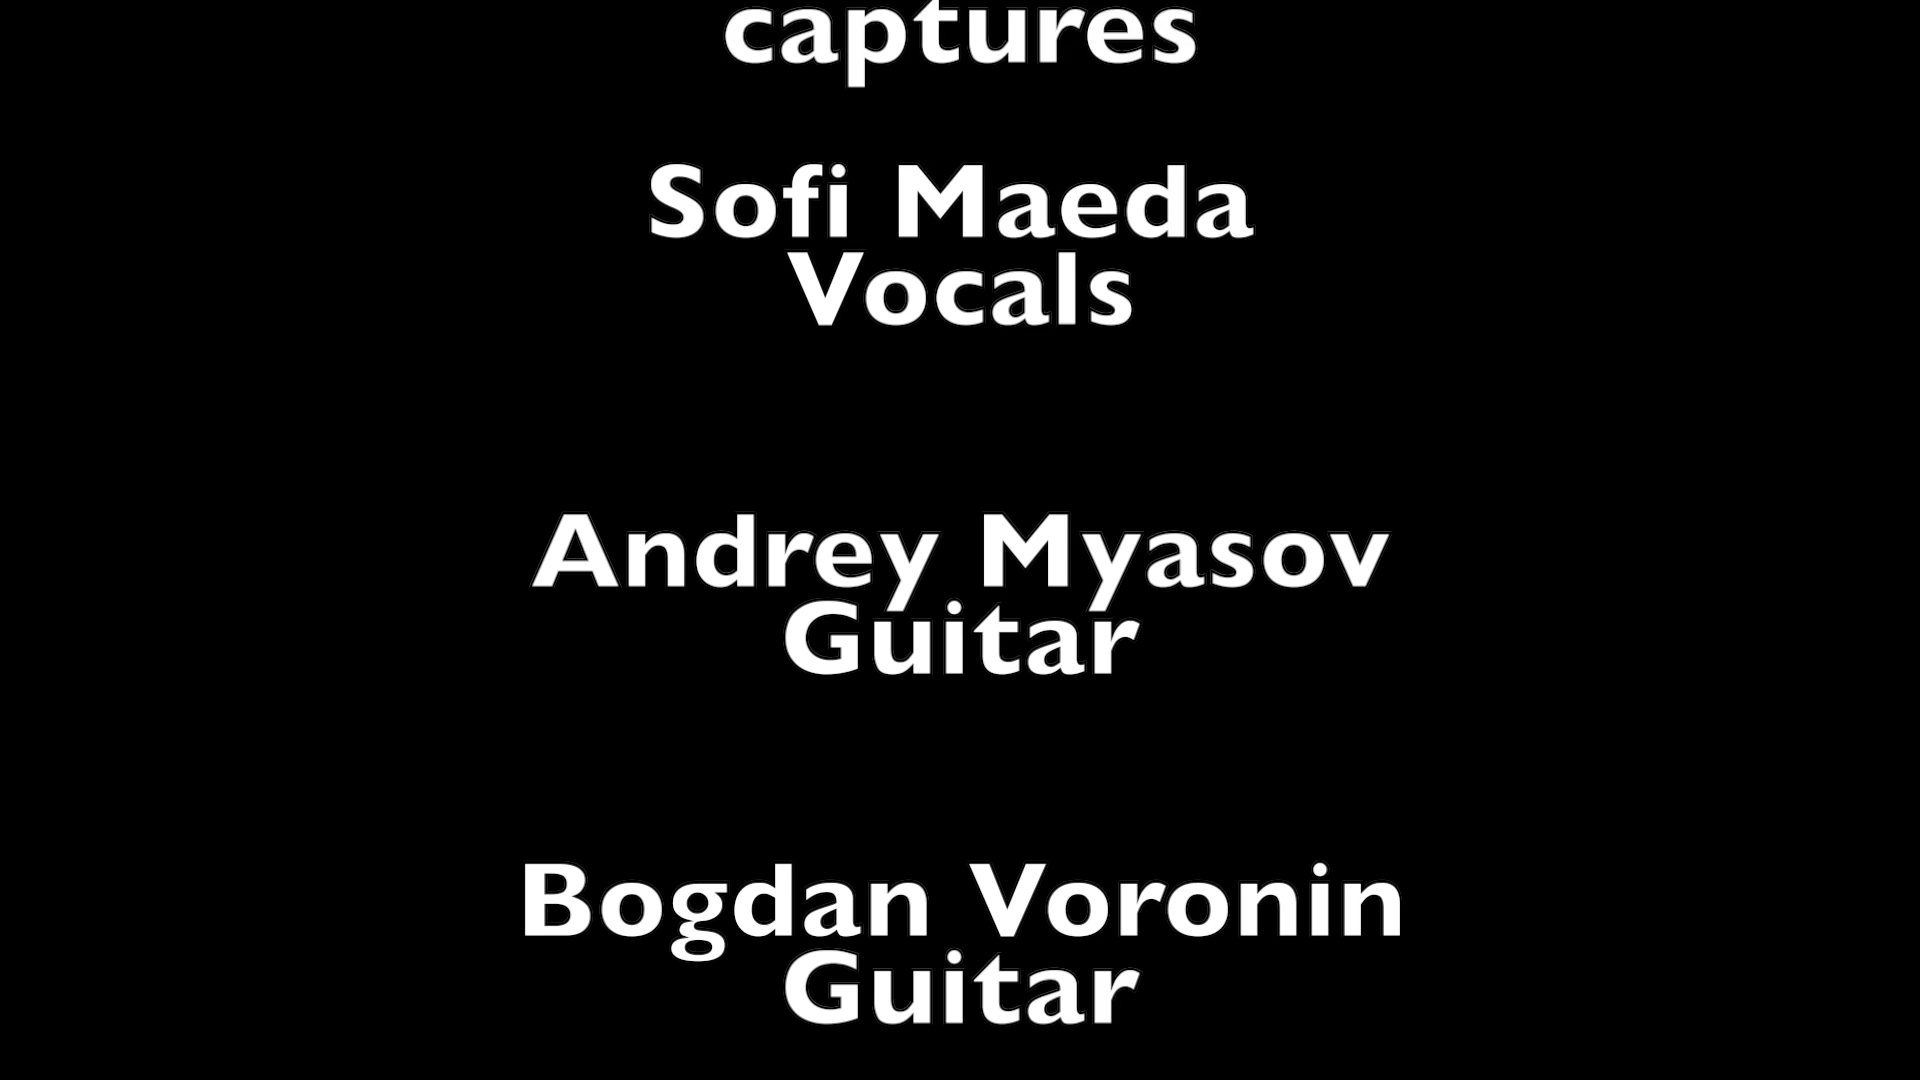 captures
Sofi Maeda
Vocals
Andrey Myasov
Guitar
Bogdan Voronin
Guitar